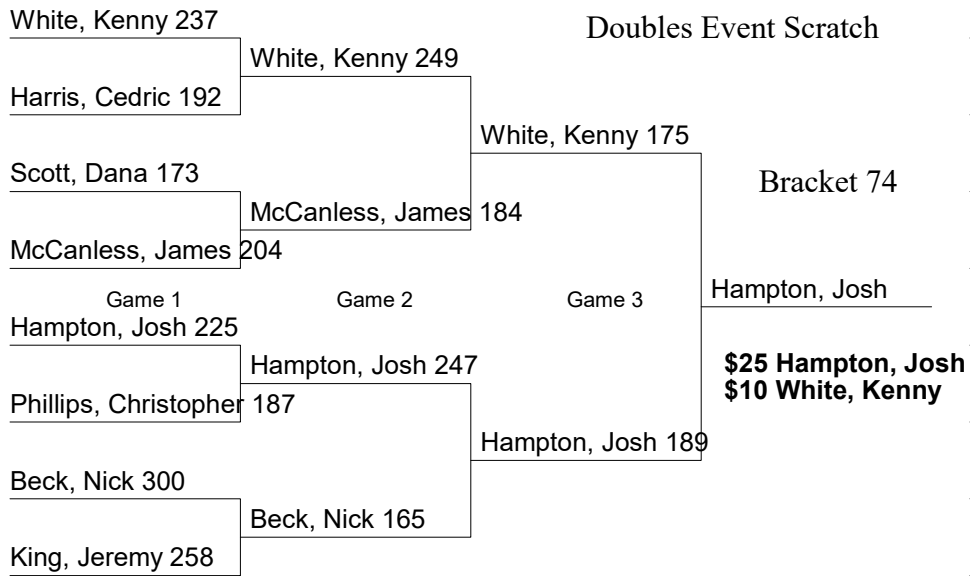 White, Kenny 237
Doubles Event Scratch
White, Kenny 249
Harris, Cedric 192
White, Kenny 175
Scott, Dana 173
Bracket 74
McCanless, James 184
McCanless, James 204
Game 1
Game 2
Game 3
Hampton, Josh
Hampton, Josh 225
Hampton, Josh 247
$25 Hampton, Josh
$10 White, Kenny
Phillips, Christopher 187
Hampton, Josh 189
Beck, Nick 300
Beck, Nick 165
King, Jeremy 258